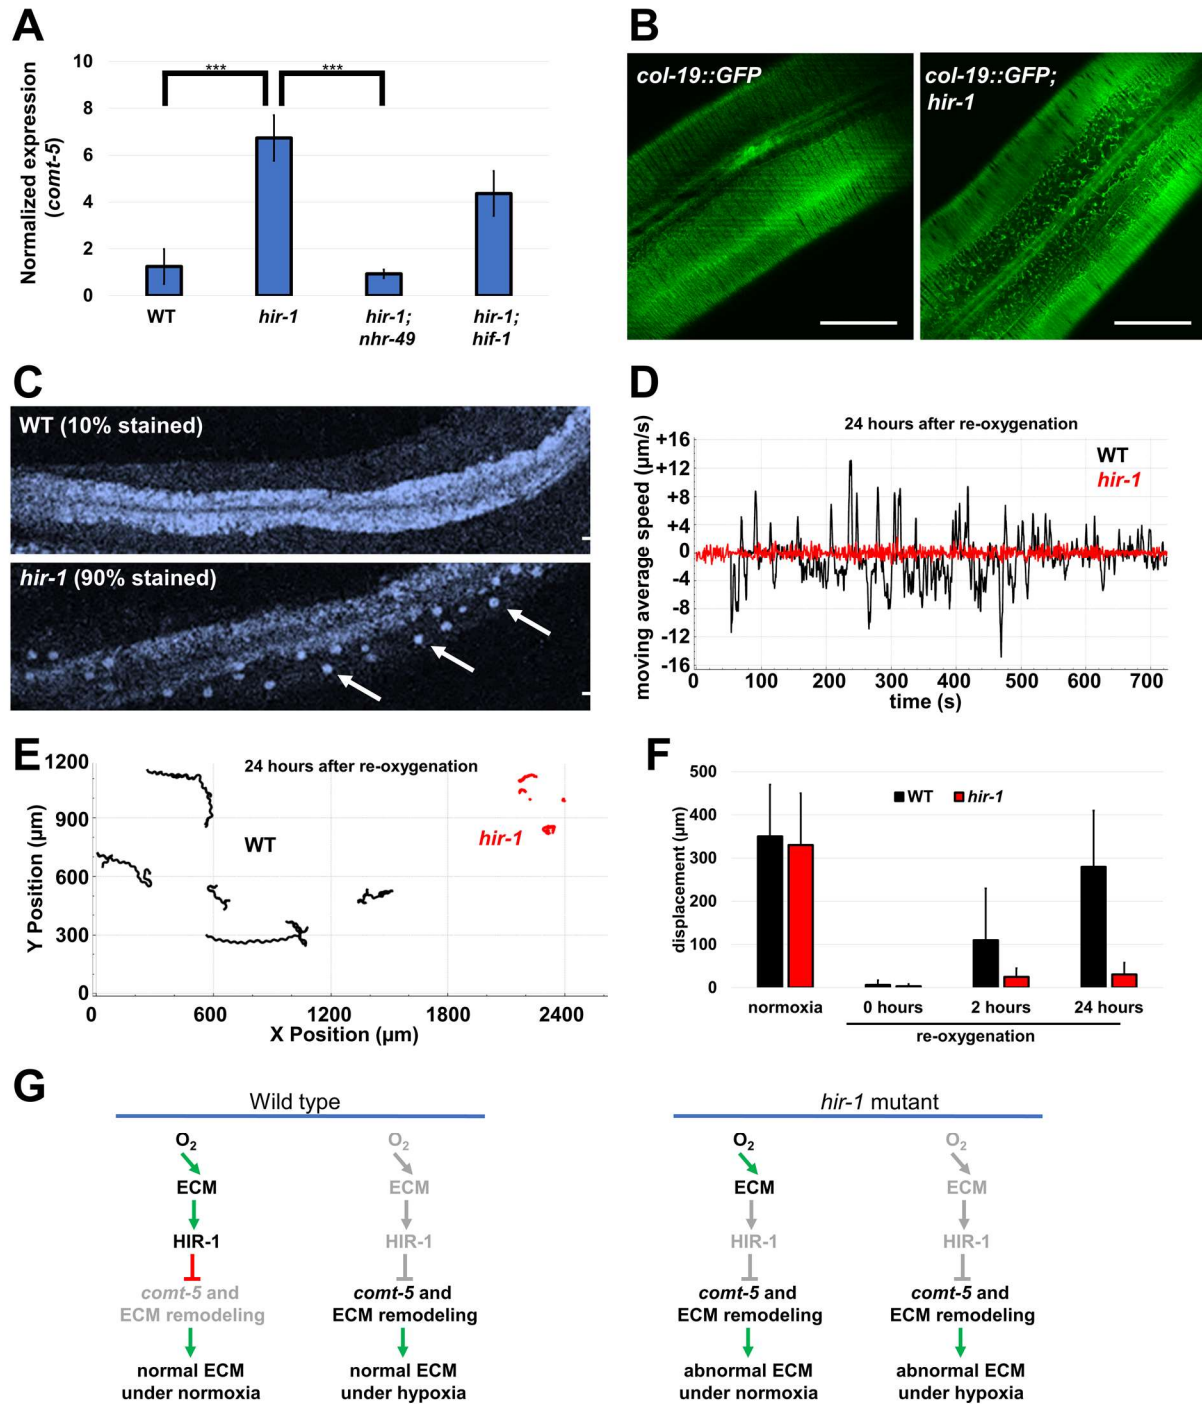 A
Normalized expression
(comt-5)
10
8
6
4
2
0
***
***
WT
hir-1
hir-1;
nhr-49
hir-1;
hif-1
B
col-19::GFP
col-19::GFP;
hir-1
C
WT (10% stained)
hir-1 (90% stained)
D
24 hours after re-oxygenation
moving average speed (µm/s)
+16
+12
+8
+4
0
-4
-8
-12
-16
WT
hir-1
0 100 200 300 400 500 600 700
time (s)
E
24 hours after re-oxygenation
Y Position (µm)
1200
900
600
300
0
WT
hir-1
0 600 1200 1800 2400
X Position (µm)
F
displacement (µm)
500
400
300
200
100
0
WT hir-1
normoxia 0 hours 2 hours 24 hours
re-oxygenation
G
Wild type
O₂
ECM
HIR-1
comt-5 and
ECM remodeling
normal ECM
under normoxia
O₂
ECM
HIR-1
comt-5 and
ECM remodeling
normal ECM
under hypoxia
hir-1 mutant
O₂
ECM
HIR-1
comt-5 and
ECM remodeling
abnormal ECM
under normoxia
O₂
ECM
HIR-1
comt-5 and
ECM remodeling
abnormal ECM
under hypoxia